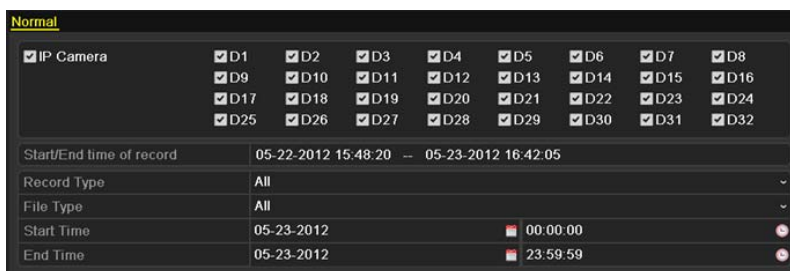 Normal
IP Camera D1 D2 D3 D4 D5 D6 D7 D8
D9 D10 D11 D12 D13 D14 D15 D16
D17 D18 D19 D20 D21 D22 D23 D24
D25 D26 D27 D28 D29 D30 D31 D32
Start/End time of record 05-22-2012 15:48:20 -- 05-23-2012 16:42:05
Record Type All
File Type All
Start Time 05-23-2012 00:00:00
End Time 05-23-2012 23:59:59